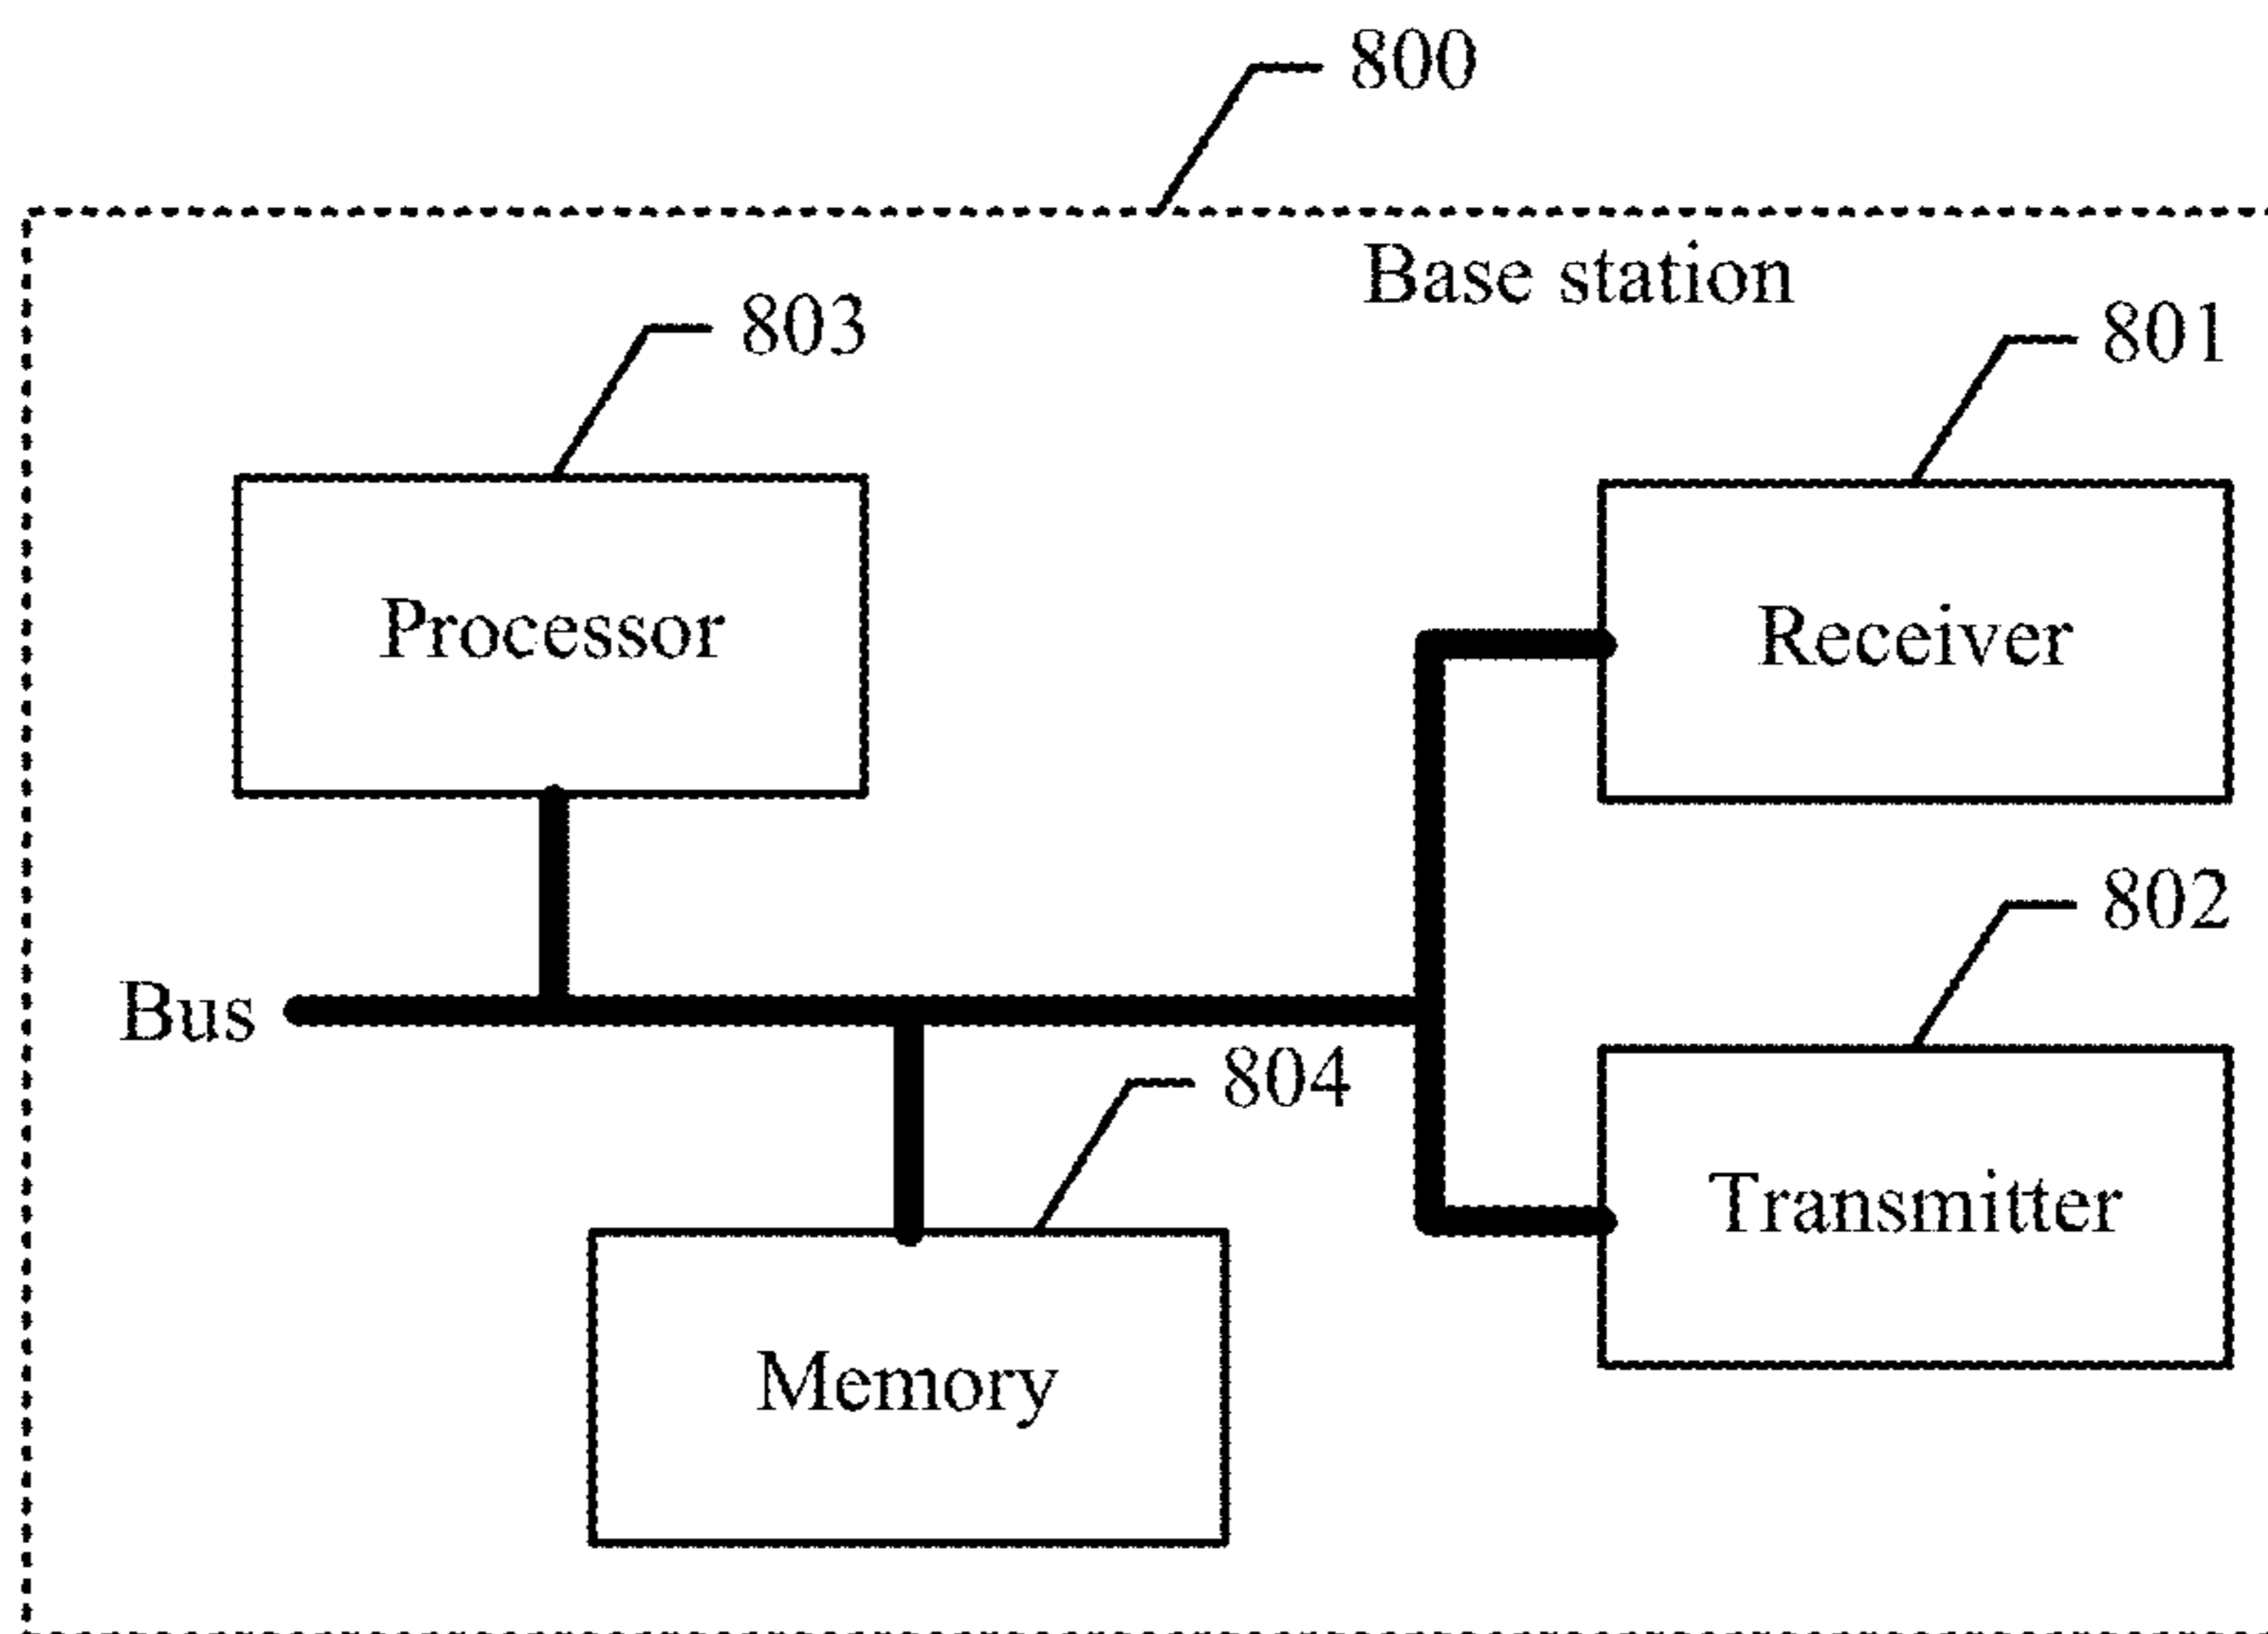 800
Base station
803
801
Processor
Receiver
802
Bus
804
Transmitter
Memory